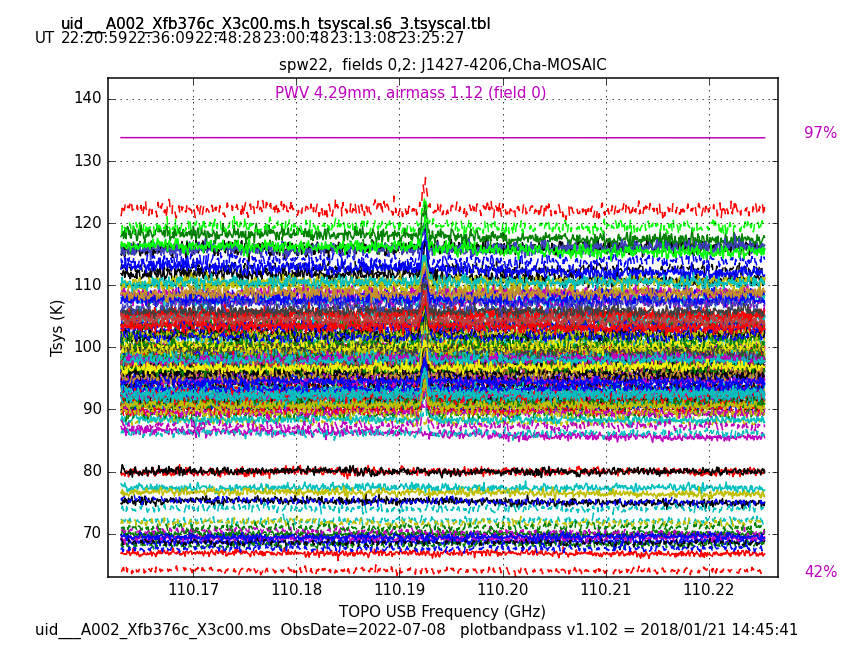 uid___A002_Xfb376c_X3c00.ms.h_tsyscal.s6_3.tsyscal.tbl
UT 22:20:59 22:36:09 22:48:28 23:00:48 23:13:08 23:25:27
spw22, fields 0,2: J1427-4206,Cha-MOSAIC
PWV 4.29mm, airmass 1.12 (field 0)
140
97%
130
120
110
Tsys (K)
100
90
80
70
42%
110.17 110.18 110.19 110.20 110.21 110.22
TOPO USB Frequency (GHz)
uid___A002_Xfb376c_X3c00.ms ObsDate=2022-07-08 plotbandpass v1.102 = 2018/01/21 14:45:41